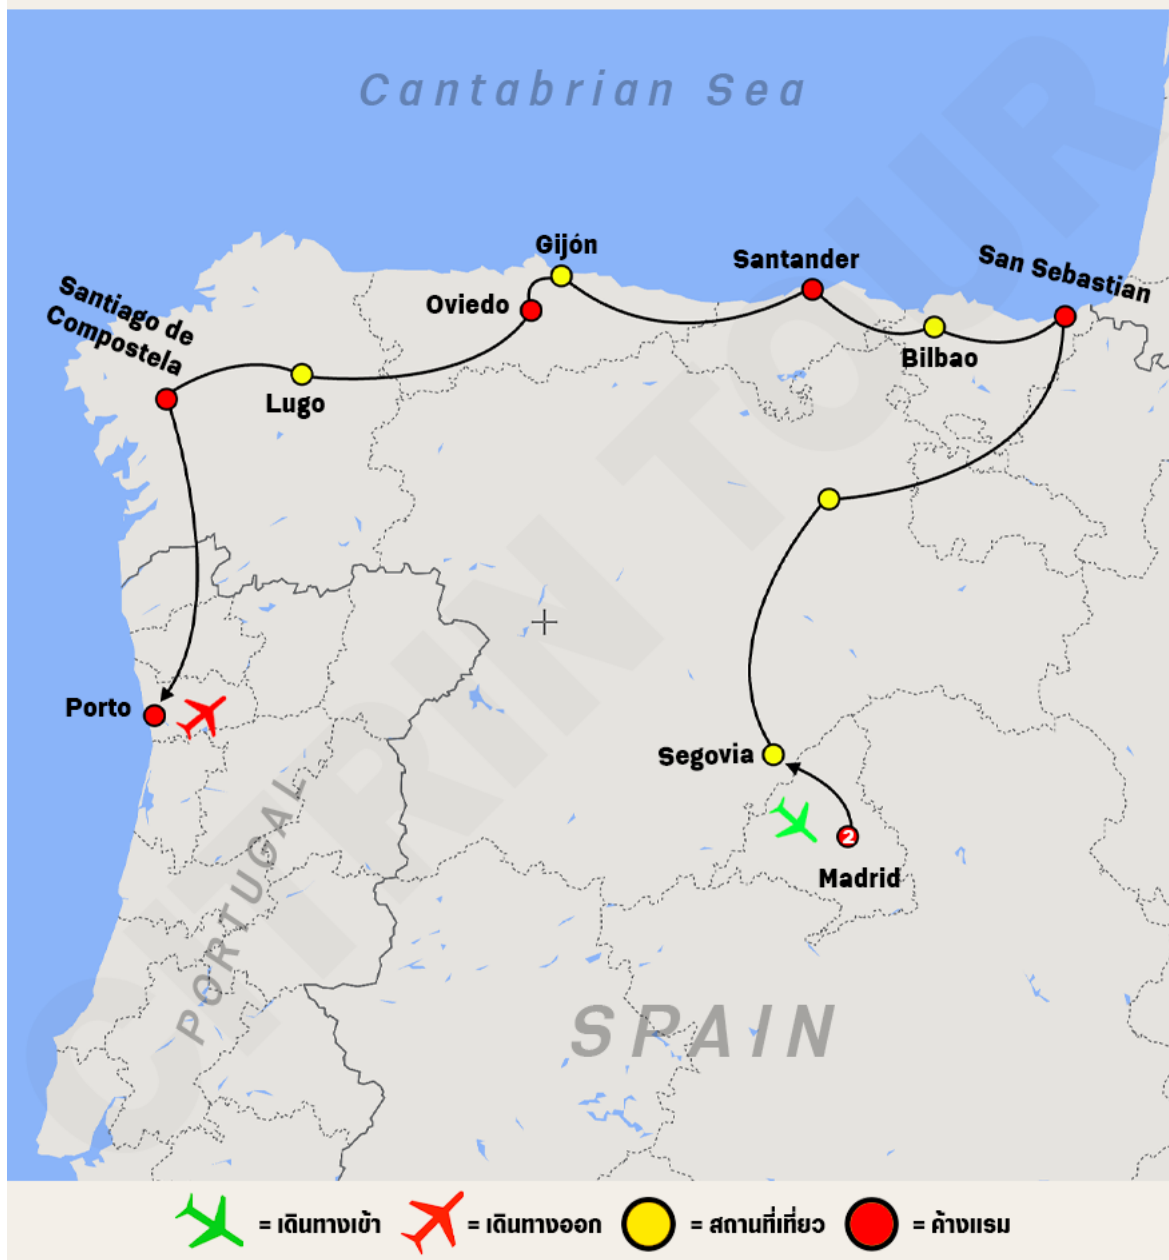 Cantabrian Sea
Gijón
Santander
San Sebastian
Oviedo
Santiago de
Compostela
Bilbao
Lugo
Porto
Segovia
2
Madrid
PORTUGAL
SPAIN
CHTRIN TOUR
= เดินทางเข้า
= เดินทางออก
= สถานที่เที่ยว
= ค้างแรม